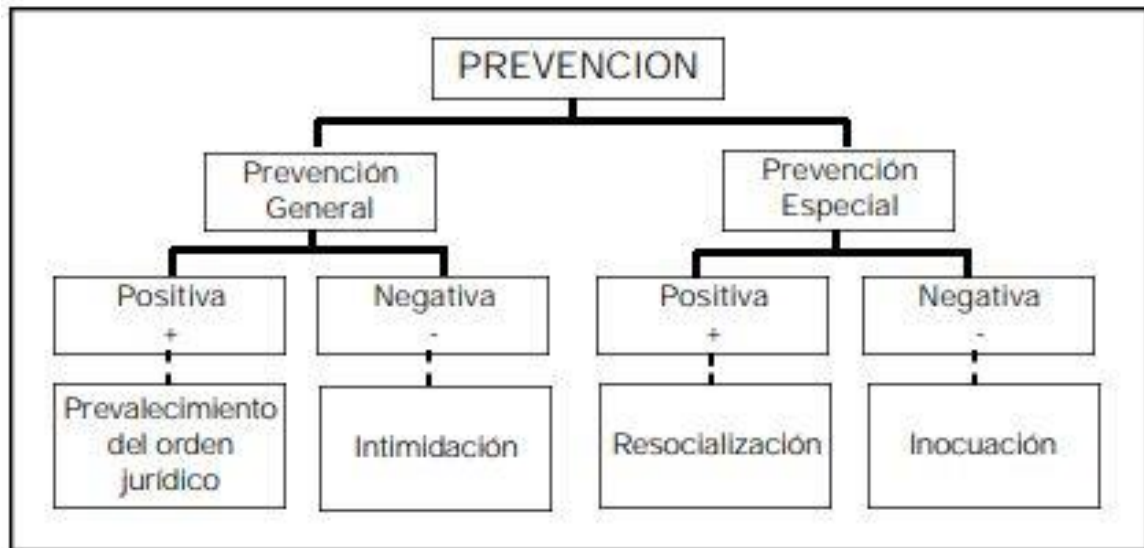 PREVENCION
Prevención
General
Prevención
Especial
Positiva
+
Negativa
-
Positiva
+
Negativa
-
Prevalecimiento
del orden
jurídico
Intimidación
Resocialización
Inocuación